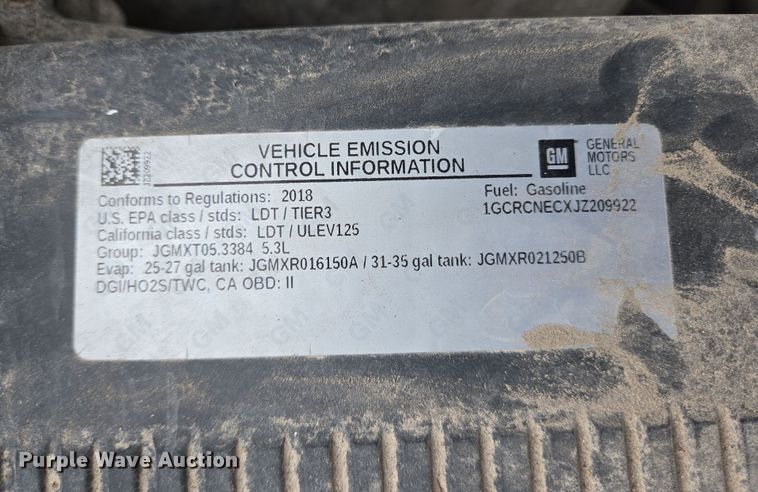 VEHICLE EMISSION
CONTROL INFORMATION
GM
GENERAL
MOTORS
LLC
JZ209922
Conforms to Regulations: 2018
Fuel: Gasoline
U.S. EPA class / stds: LDT / TIER3
1GCRCNECXJZ209922
California class / stds: LDT / ULEV125
Group: JGMXT05.3384 5.3L
Evap: 25-27 gal tank: JGMXR016150A / 31-35 gal tank: JGMXR021250B
DGI/HO2S/TWC, CA OBD: II
Purple Wave Auction